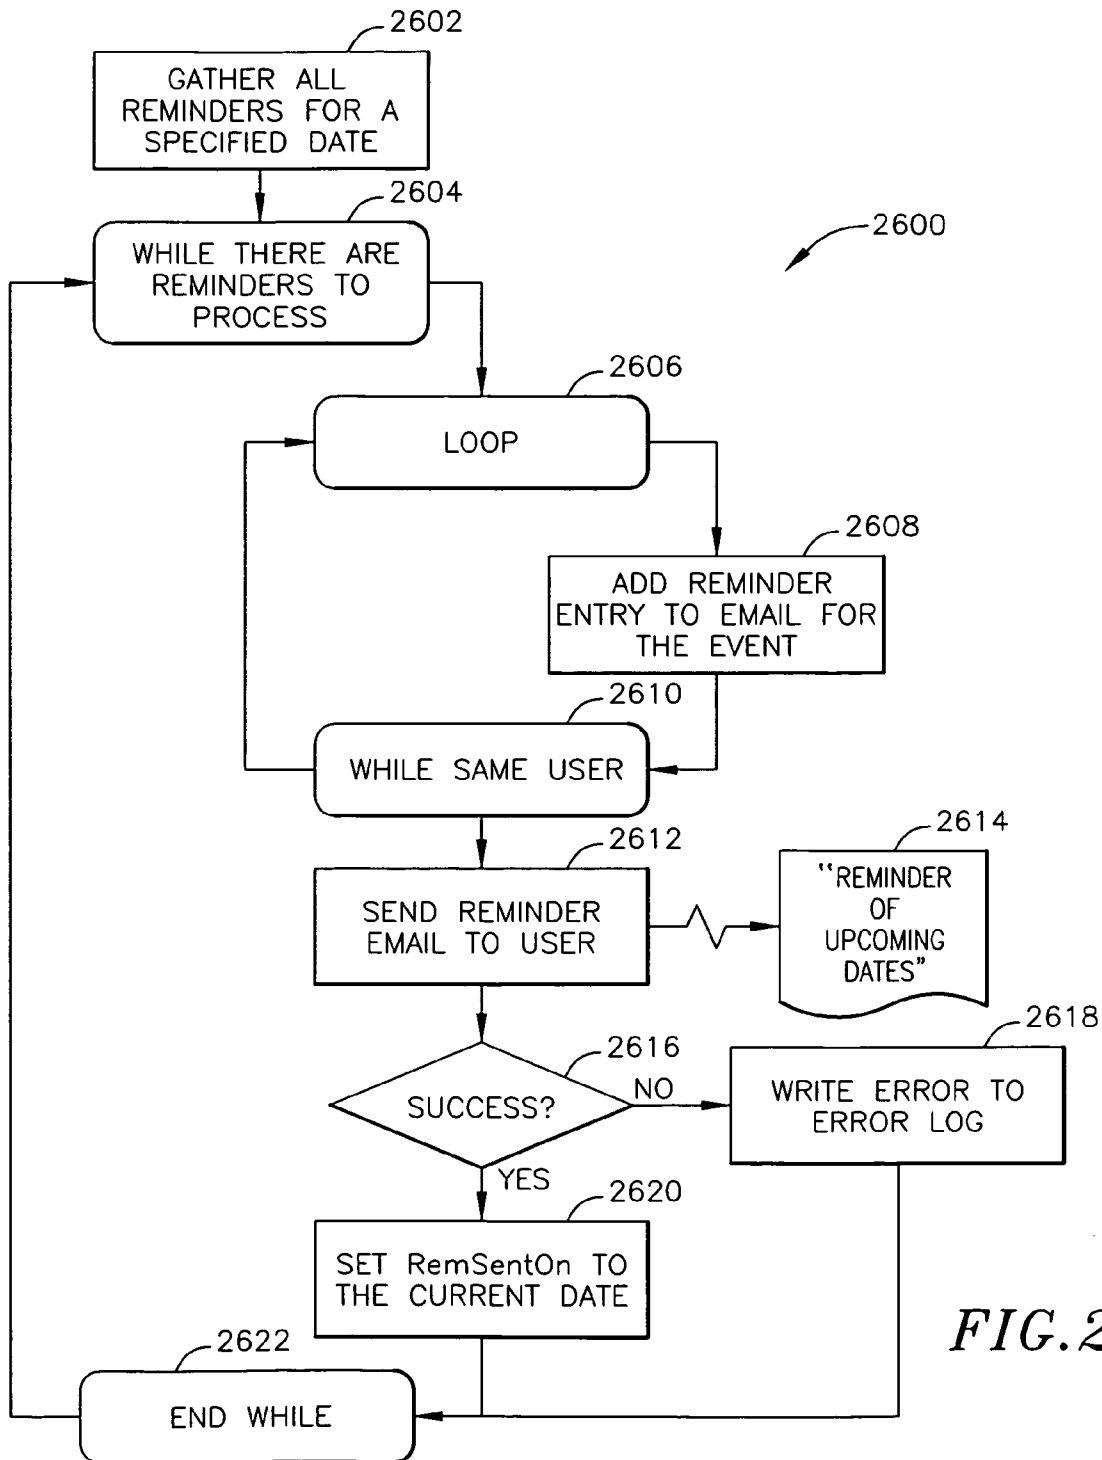 2602
GATHER ALL
REMINDERS FOR A
SPECIFIED DATE
2604
WHILE THERE ARE
REMINDERS TO
PROCESS
2600
2606
LOOP
2608
ADD REMINDER
ENTRY TO EMAIL FOR
THE EVENT
2610
WHILE SAME USER
2612
SEND REMINDER
EMAIL TO USER
2614
"REMINDER
OF
UPCOMING
DATES"
2616
SUCCESS?
NO
YES
2618
WRITE ERROR TO
ERROR LOG
2620
SET RemSentOn TO
THE CURRENT DATE
2622
END WHILE
FIG.2